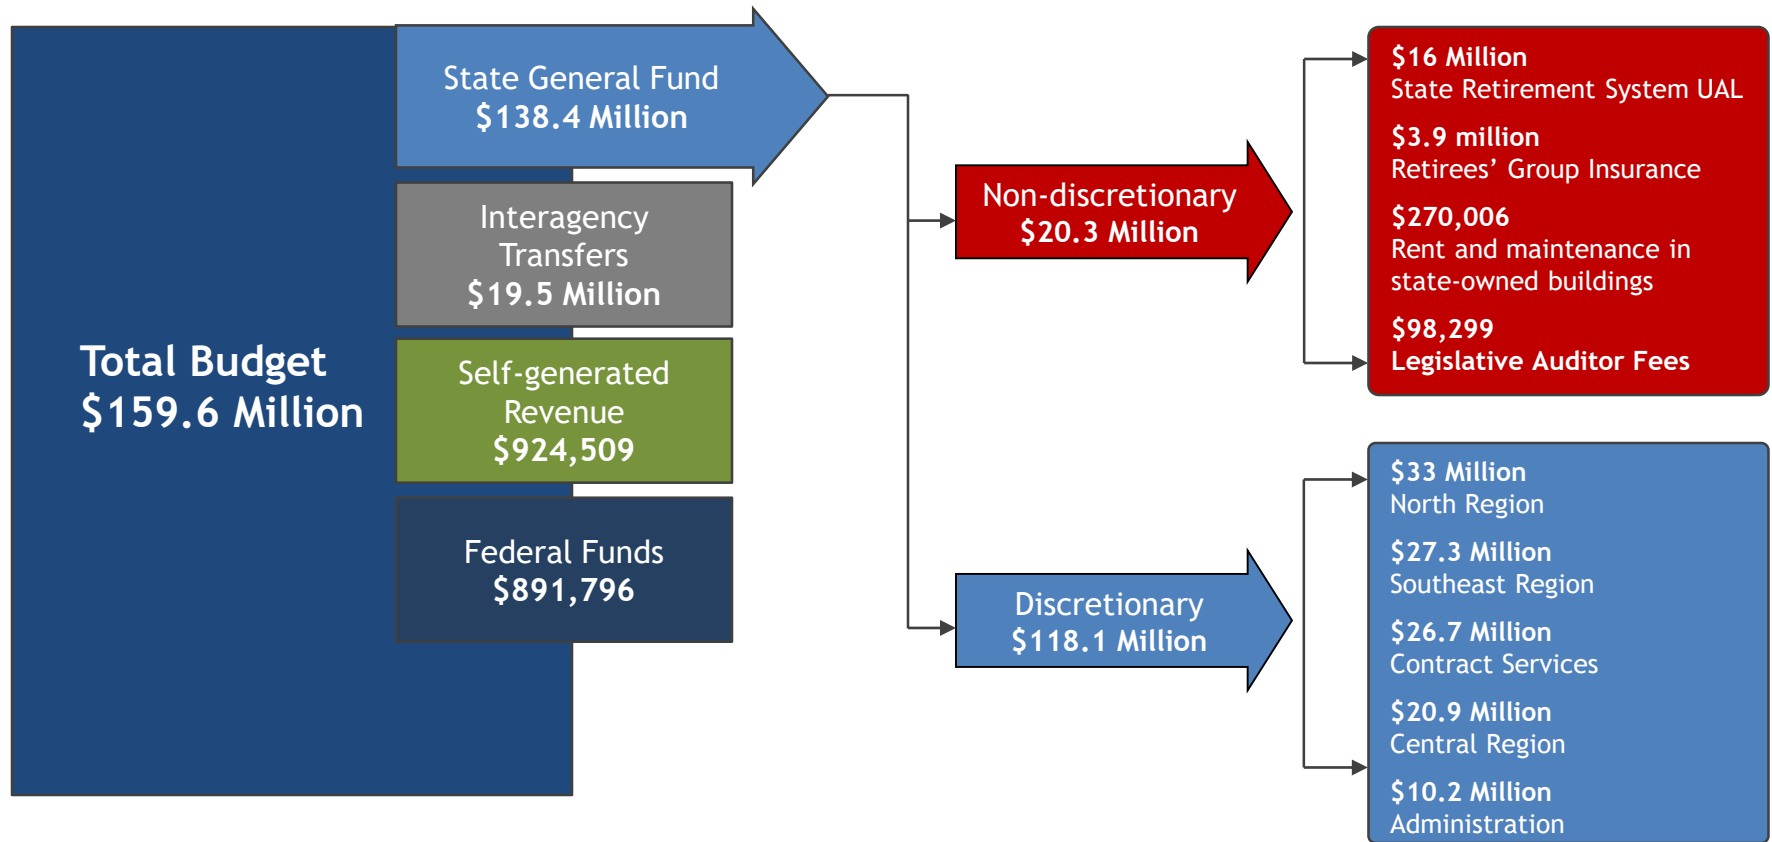 Total Budget
$159.6 Million
State General Fund
$138.4 Million
Interagency
Transfers
$19.5 Million
Self-generated
Revenue
$924,509
Federal Funds
$891,796
Non-discretionary
$20.3 Million
$16 Million
State Retirement System UAL
$3.9 million
Retirees’ Group Insurance
$270,006
Rent and maintenance in
state-owned buildings
$98,299
Legislative Auditor Fees
Discretionary
$118.1 Million
$33 Million
North Region
$27.3 Million
Southeast Region
$26.7 Million
Contract Services
$20.9 Million
Central Region
$10.2 Million
Administration